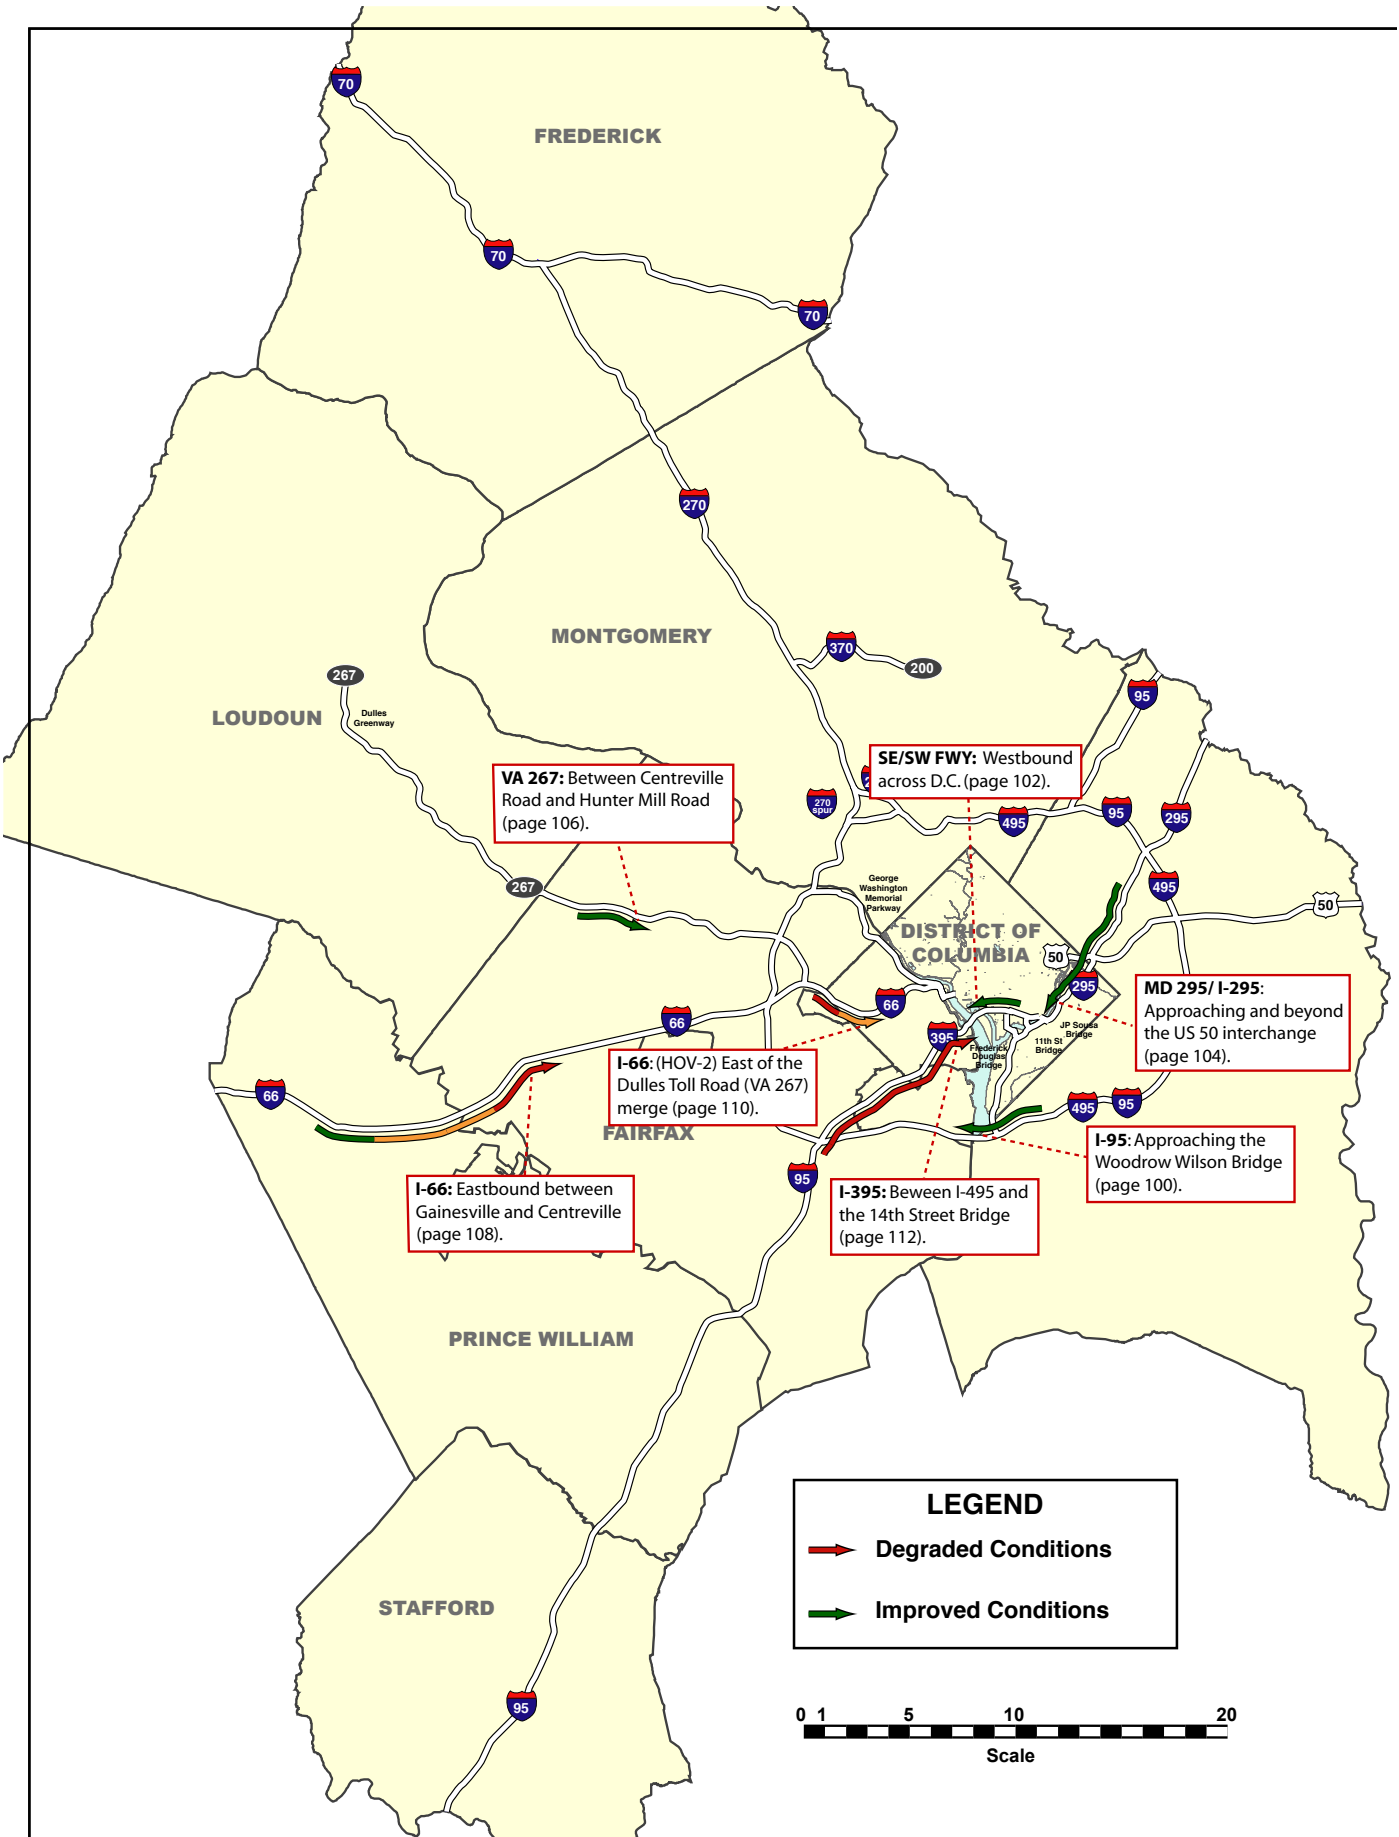 70
FREDERICK
70
70
270
MONTGOMERY
370
200
267
LOUDOUN
Dulles
Greenway
95
SE/SW FWY: Westbound
across D.C. (page 102).
VA 267: Between Centreville
Road and Hunter Mill Road
(page 106).
270
spur
495
95
295
267
George
Washington
Memorial
Parkway
495
50
DISTRICT OF
COLUMBIA
50
295
MD 295/ I-295:
Approaching and beyond
the US 50 interchange
(page 104).
66
66
395
JP Sousa
Bridge
11th St
Bridge
Frederick
Douglas
Bridge
I-66: (HOV-2) East of the
Dulles Toll Road (VA 267)
merge (page 110).
66
495
95
FAIRFAX
I-95: Approaching the
Woodrow Wilson Bridge
(page 100).
95
I-66: Eastbound between
Gainesville and Centreville
(page 108).
I-395: Beween I-495 and
the 14th Street Bridge
(page 112).
PRINCE WILLIAM
STAFFORD
95
LEGEND
Degraded Conditions
Improved Conditions
0 1 5 10 20
Scale